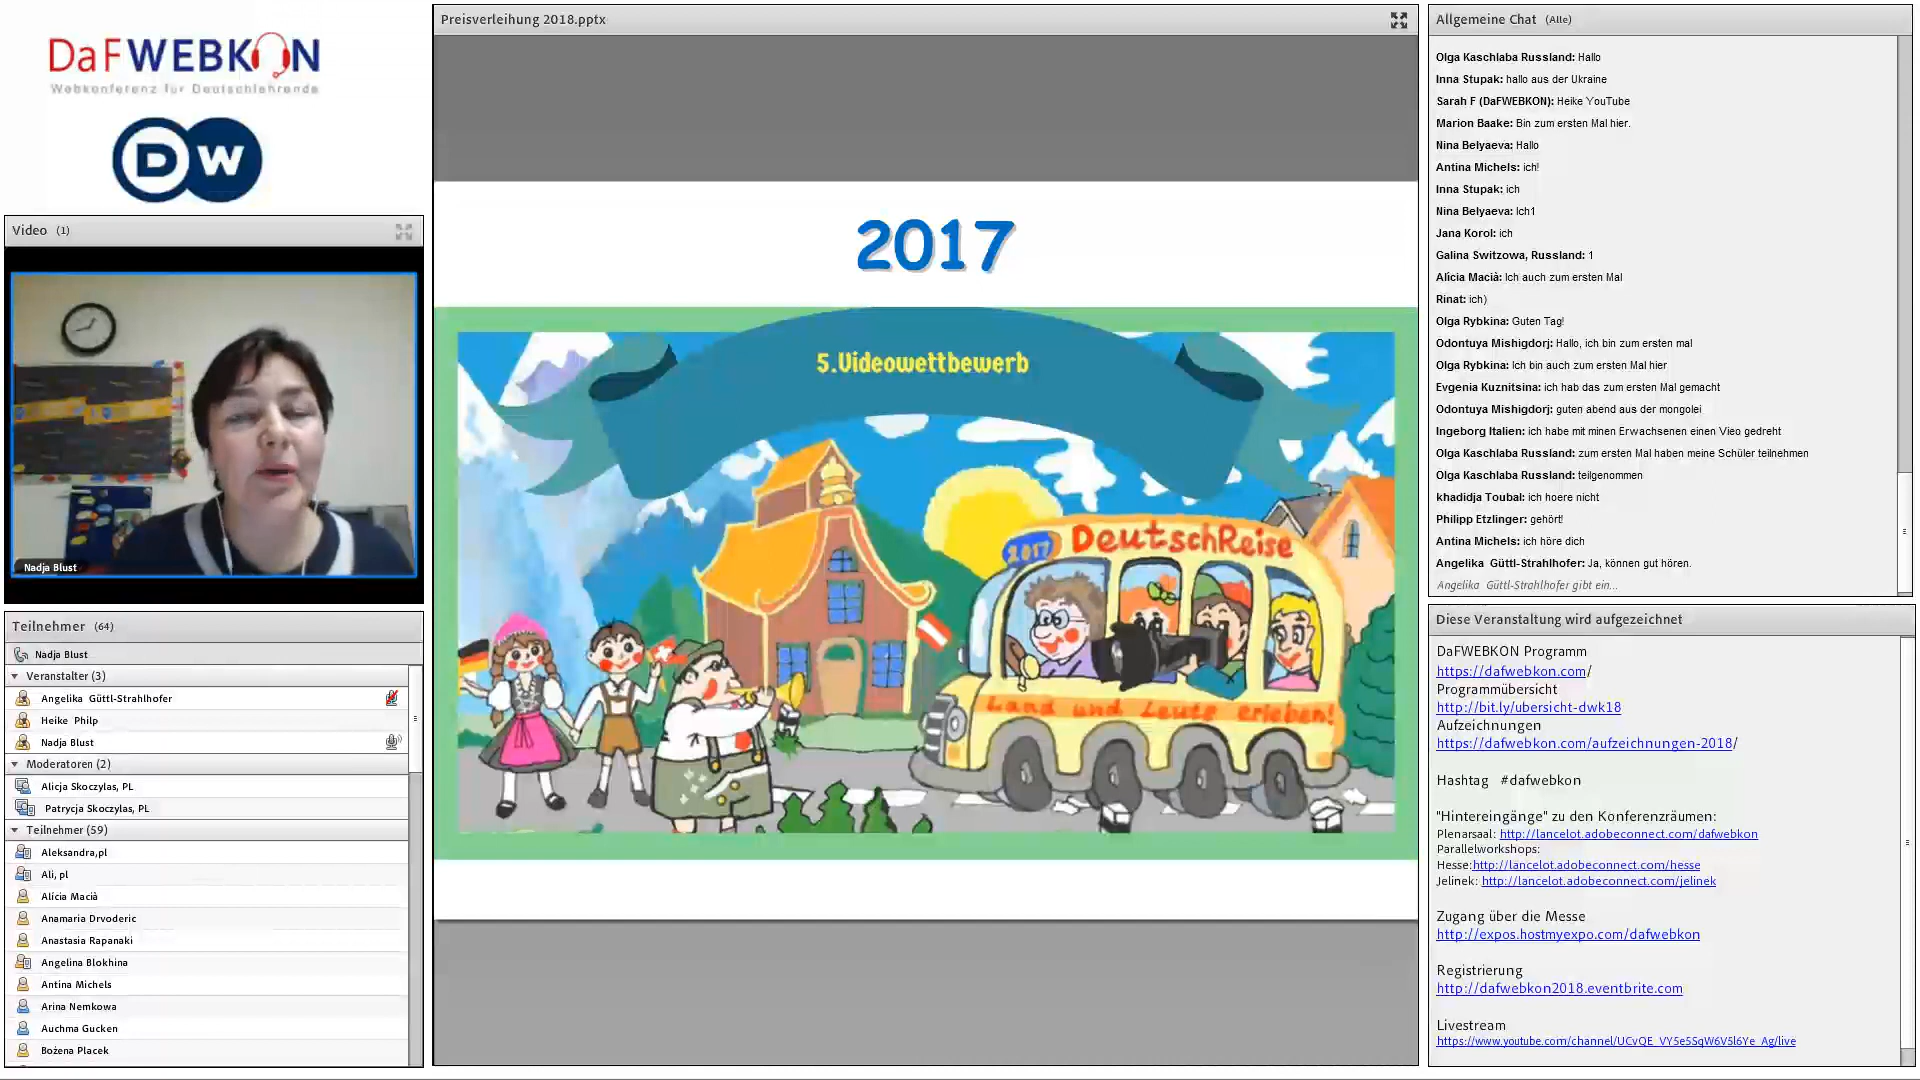 DaFWEBKON
Webkonferenz für Deutschlehrende
DW
Video (1)
Nadja Blust
Teilnehmer (64)
Nadja Blust
Veranstalter (3)
Angelika Güttl-Strahlhofer
Heike Philp
Nadja Blust
Moderatoren (2)
Alicja Skoczylas, PL
Patrycja Skoczylas, PL
Teilnehmer (59)
Aleksandra,pl
Ali, pl
Alícia Macià
Anamaria Drvoderic
Anastasia Rapanaki
Angelina Blokhina
Antina Michels
Arina Nemkowa
Auchma Gucken
Bożena Placek
Preisverleihung 2018.pptx
2017
5.Videowettbewerb
2017 DeutschReise
Land und Leute erleben!
Allgemeine Chat (Alle)
Olga Kaschlaba Russland: Hallo
Inna Stupak: hallo aus der Ukraine
Sarah F (DaFWEBKON): Heike YouTube
Marion Baake: Bin zum ersten Mal hier.
Nina Belyaeva: Hallo
Antina Michels: ich!
Inna Stupak: ich
Nina Belyaeva: Ich1
Jana Korol: ich
Galina Switzowa, Russland: 1
Alícia Macià: Ich auch zum ersten Mal
Rinat: ich)
Olga Rybkina: Guten Tag!
Odontuya Mishigdorj: Hallo, ich bin zum ersten mal
Olga Rybkina: Ich bin auch zum ersten Mal hier
Evgenia Kuznitsina: ich hab das zum ersten Mal gemacht
Odontuya Mishigdorj: guten abend aus der mongolei
Ingeborg Italien: ich habe mit minen Erwachsenen einen Vieo gedreht
Olga Kaschlaba Russland: zum ersten Mal haben meine Schüler teilnehmen
Olga Kaschlaba Russland: teilgenommen
khadidja Toubal: ich hoere nicht
Philipp Etzlinger: gehört!
Antina Michels: ich höre dich
Angelika Güttl-Strahlhofer: Ja, können gut hören.
Angelika Güttl-Strahlhofer gibt ein...
Diese Veranstaltung wird aufgezeichnet
DaFWEBKON Programm
https://dafwebkon.com/
Programmübersicht
http://bit.ly/ubersicht-dwk18
Aufzeichnungen
https://dafwebkon.com/aufzeichnungen-2018/
Hashtag #dafwebkon
"Hintereingänge" zu den Konferenzräumen:
Plenarsaal: http://lancelot.adobeconnect.com/dafwebkon
Parallelworkshops:
Hesse:http://lancelot.adobeconnect.com/hesse
Jelinek: http://lancelot.adobeconnect.com/jelinek
Zugang über die Messe
http://expos.hostmyexpo.com/dafwebkon
Registrierung
http://dafwebkon2018.eventbrite.com
Livestream
https://www.youtube.com/channel/UCvQE_VY5e5SqW6V5l6Ye_Ag/live